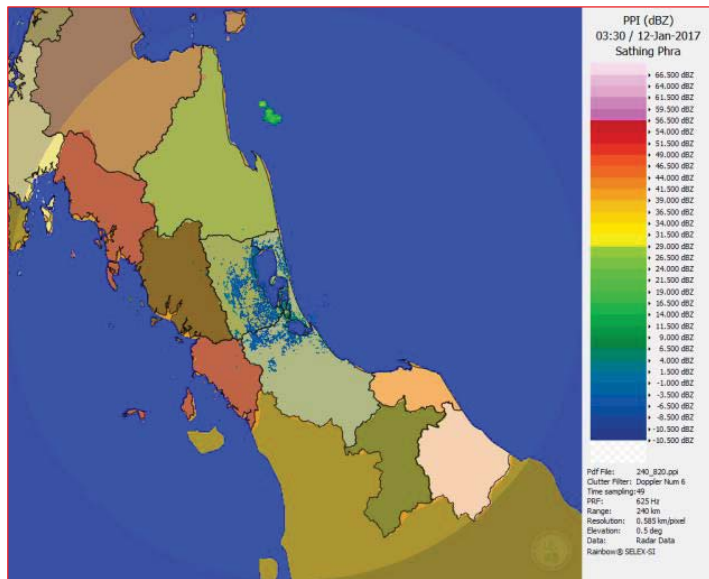 PPI (dBZ)
03:30 / 12-Jan-2017
Sathing Phra
66.500 dBZ
64.000 dBZ
61.500 dBZ
59.500 dBZ
56.500 dBZ
54.000 dBZ
51.500 dBZ
49.000 dBZ
46.500 dBZ
44.000 dBZ
41.500 dBZ
39.000 dBZ
36.500 dBZ
34.000 dBZ
31.500 dBZ
29.000 dBZ
26.500 dBZ
24.000 dBZ
21.500 dBZ
19.000 dBZ
16.500 dBZ
14.000 dBZ
11.500 dBZ
9.000 dBZ
6.500 dBZ
4.000 dBZ
1.500 dBZ
-1.000 dBZ
-3.500 dBZ
-6.000 dBZ
-8.500 dBZ
-10.500 dBZ
-10.500 dBZ
Pdf File: 240_820.ppi
Clutter Filter: Doppler Num 6
Time sampling:49
PRF: 625 Hz
Range: 240 km
Resolution: 0.585 km/pixel
Elevation: 0.5 deg
Data: Radar Data
Rainbow® SELEX-SI